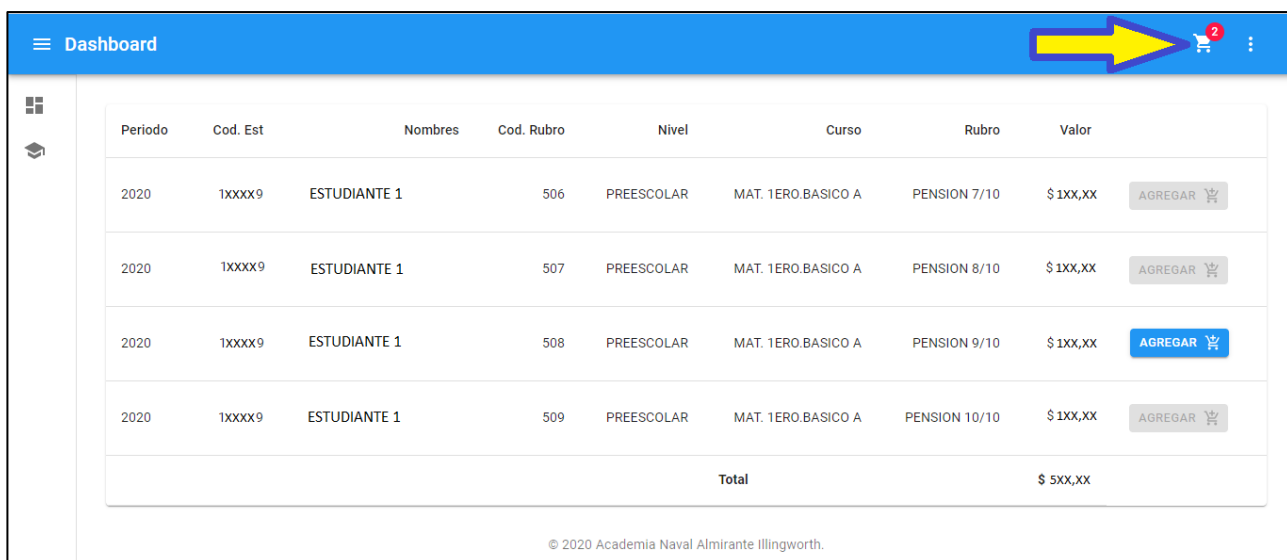 Dashboard 2
Periodo Cod. Est Nombres Cod. Rubro Nivel Curso Rubro Valor
2020 1XXXX9 ESTUDIANTE 1 506 PREESCOLAR MAT. 1ERO.BASICO A PENSION 7/10 $ 1XX,XX AGREGAR
2020 1XXXX9 ESTUDIANTE 1 507 PREESCOLAR MAT. 1ERO.BASICO A PENSION 8/10 $ 1XX,XX AGREGAR
2020 1XXXX9 ESTUDIANTE 1 508 PREESCOLAR MAT. 1ERO.BASICO A PENSION 9/10 $ 1XX,XX AGREGAR
2020 1XXXX9 ESTUDIANTE 1 509 PREESCOLAR MAT. 1ERO.BASICO A PENSION 10/10 $ 1XX,XX AGREGAR
Total $ 5XX,XX
© 2020 Academia Naval Almirante Illingworth.